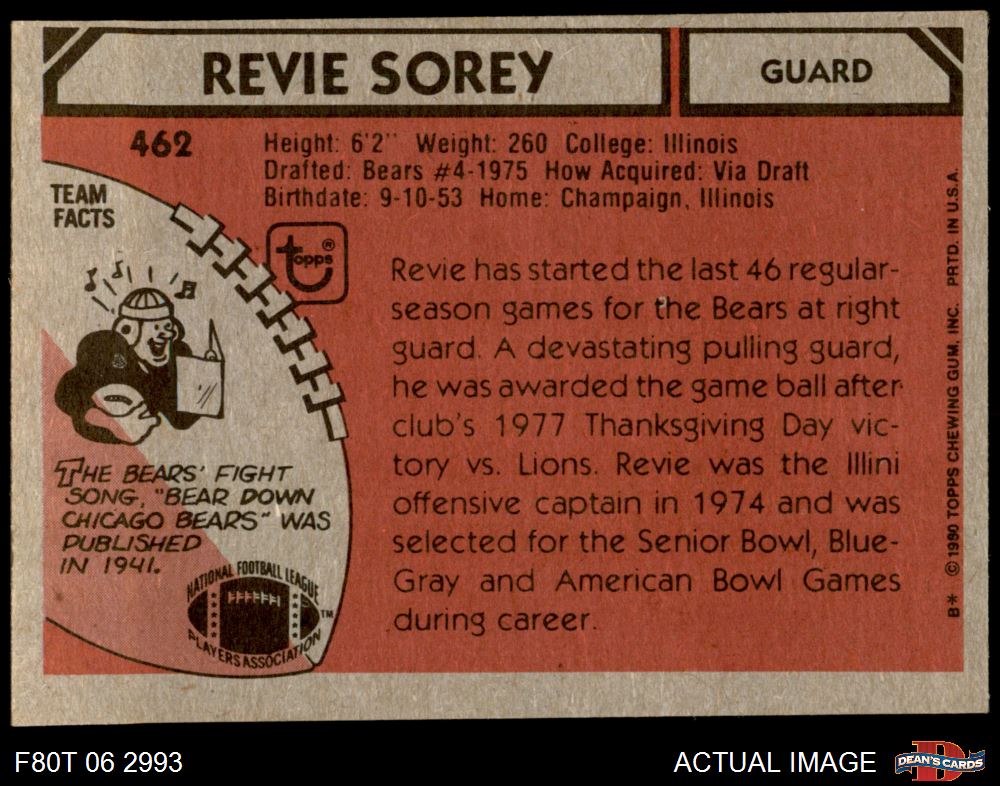 REVIE SOREY
GUARD
462
Height: 6'2" Weight: 260 College: Illinois
Drafted: Bears #4-1975 How Acquired: Via Draft
Birthdate: 9-10-53 Home: Champaign, Illinois
TEAM
FACTS
topps ®
Revie has started the last 46 regular-
season games for the Bears at right
guard. A devastating pulling guard,
he was awarded the game ball after
club's 1977 Thanksgiving Day vic-
tory vs. Lions. Revie was the Illini
offensive captain in 1974 and was
selected for the Senior Bowl, Blue-
Gray and American Bowl Games
during career.
THE BEARS' FIGHT
SONG, "BEAR DOWN
CHICAGO BEARS" WAS
PUBLISHED
IN 1941.
NATIONAL FOOTBALL LEAGUE
PLAYERS ASSOCIATION
TM
B* © 1980 TOPPS CHEWING GUM, INC. PRTD. IN U.S.A.
F80T 06 2993
ACTUAL IMAGE
D
DEAN'S CARDS